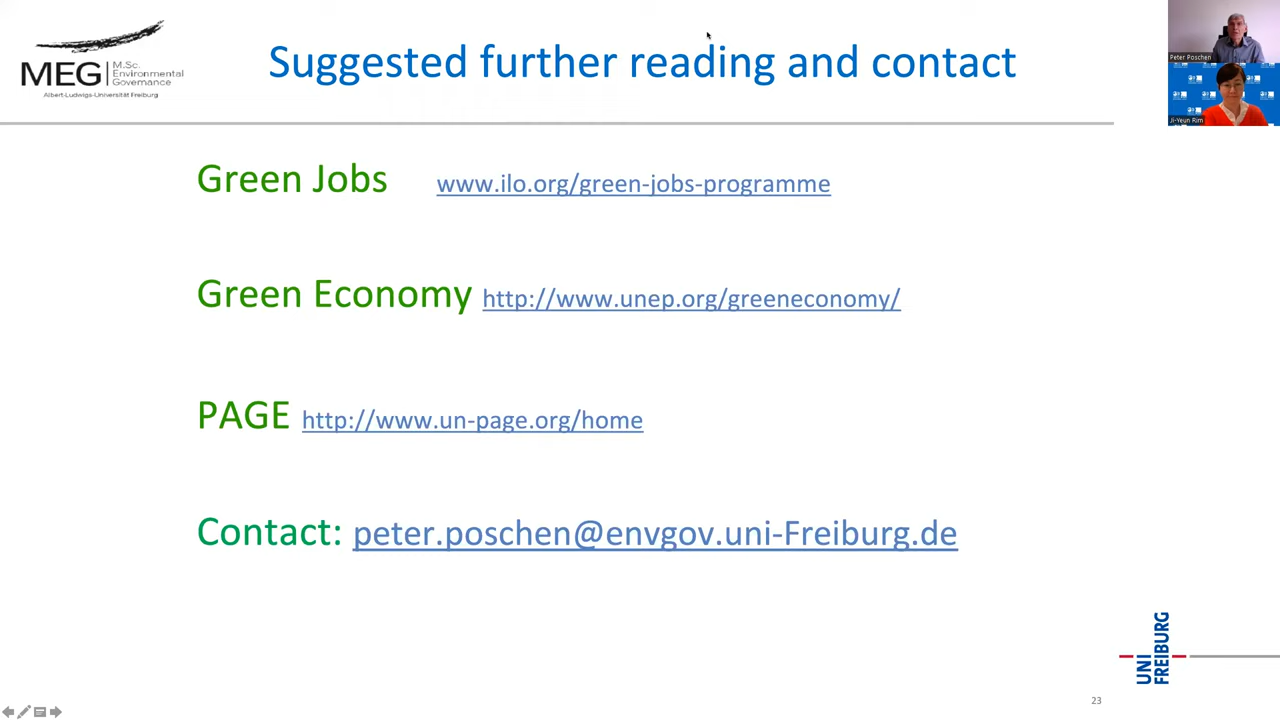 MEG
M.Sc.
Environmental
Governance
Albert-Ludwigs-Universität Freiburg
Suggested further reading and contact
Peter Poschen
Ji-Yeun Rim
Green Jobs www.ilo.org/green-jobs-programme
Green Economy http://www.unep.org/greeneconomy/
PAGE http://www.un-page.org/home
Contact: peter.poschen@envgov.uni-Freiburg.de
UNI
FREIBURG
23